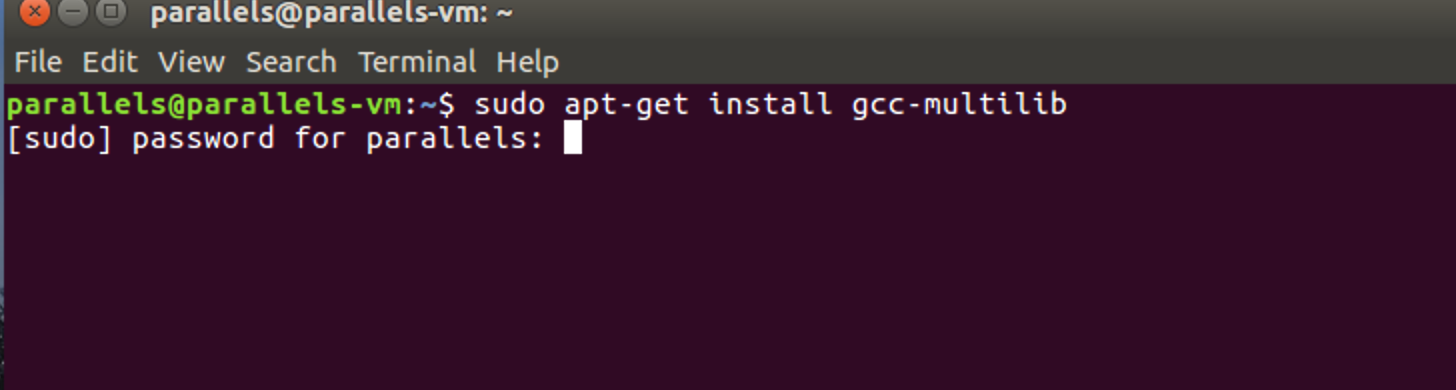 parallels@parallels-vm: ~
File Edit View Search Terminal Help
parallels@parallels-vm:~$ sudo apt-get install gcc-multilib
[sudo] password for parallels: